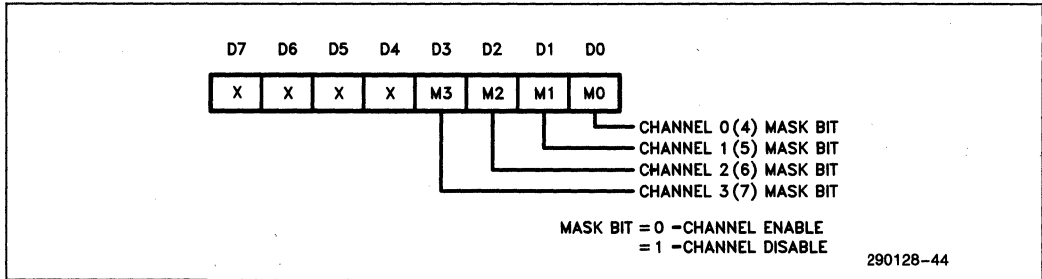 D7 D6 D5 D4 D3 D2 D1 D0
X X X X M3 M2 M1 M0
CHANNEL 0(4) MASK BIT
CHANNEL 1(5) MASK BIT
CHANNEL 2(6) MASK BIT
CHANNEL 3(7) MASK BIT
MASK BIT = 0 –CHANNEL ENABLE
= 1 –CHANNEL DISABLE
290128–44